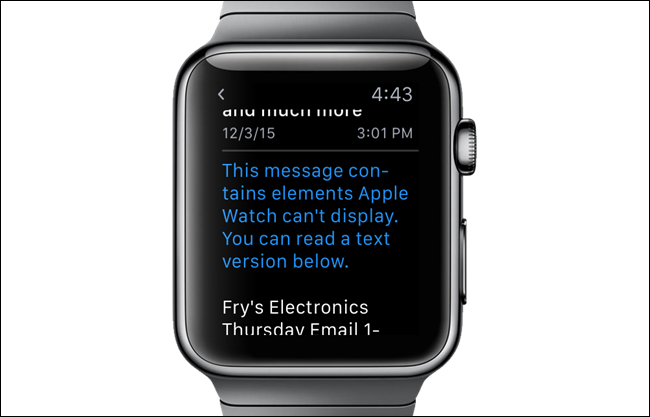 4:43
and much more
12/3/15 3:01 PM
This message con-
tains elements Apple
Watch can't display.
You can read a text
version below.
Fry's Electronics
Thursday Email 1-